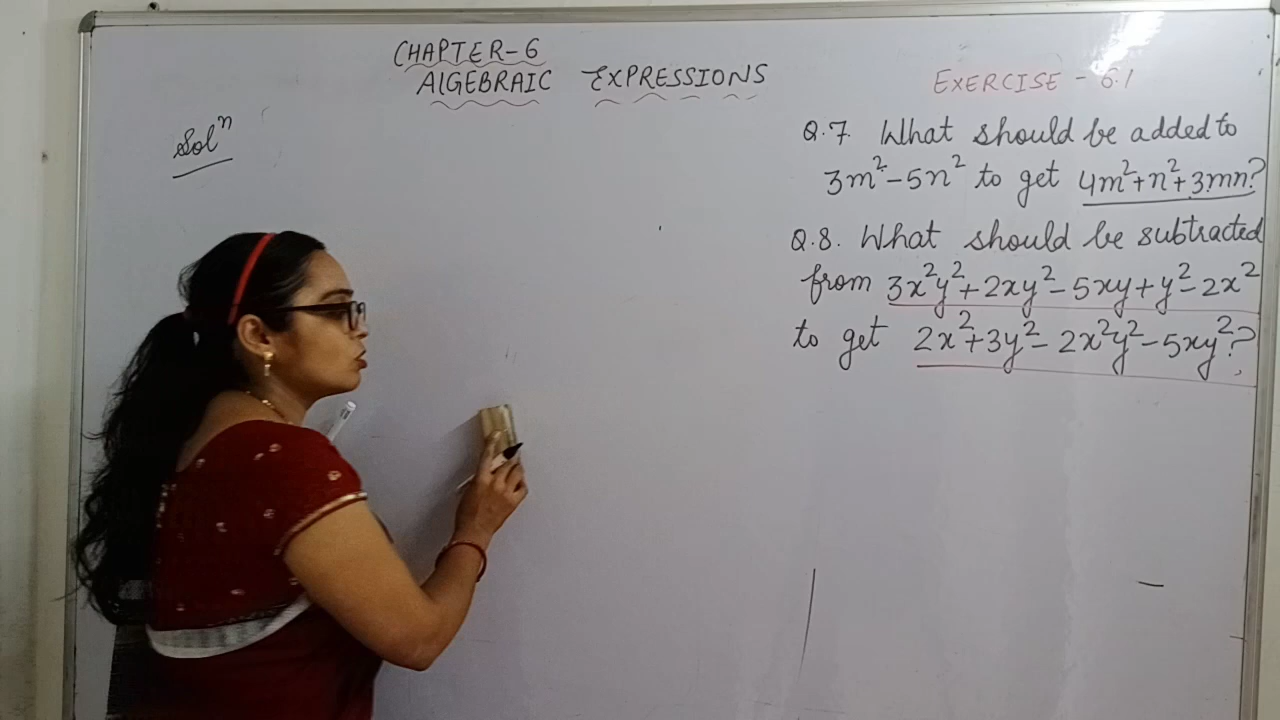 CHAPTER-6
ALGEBRAIC EXPRESSIONS
EXERCISE - 6.1
Solⁿ
Q.7 What should be added to
3m²-5n² to get 4m²+n²+3mn?
Q.8. What should be subtracted
from 3x²y²+2xy²-5xy+y²-2x²
to get 2x²+3y²-2x²y²-5xy²?